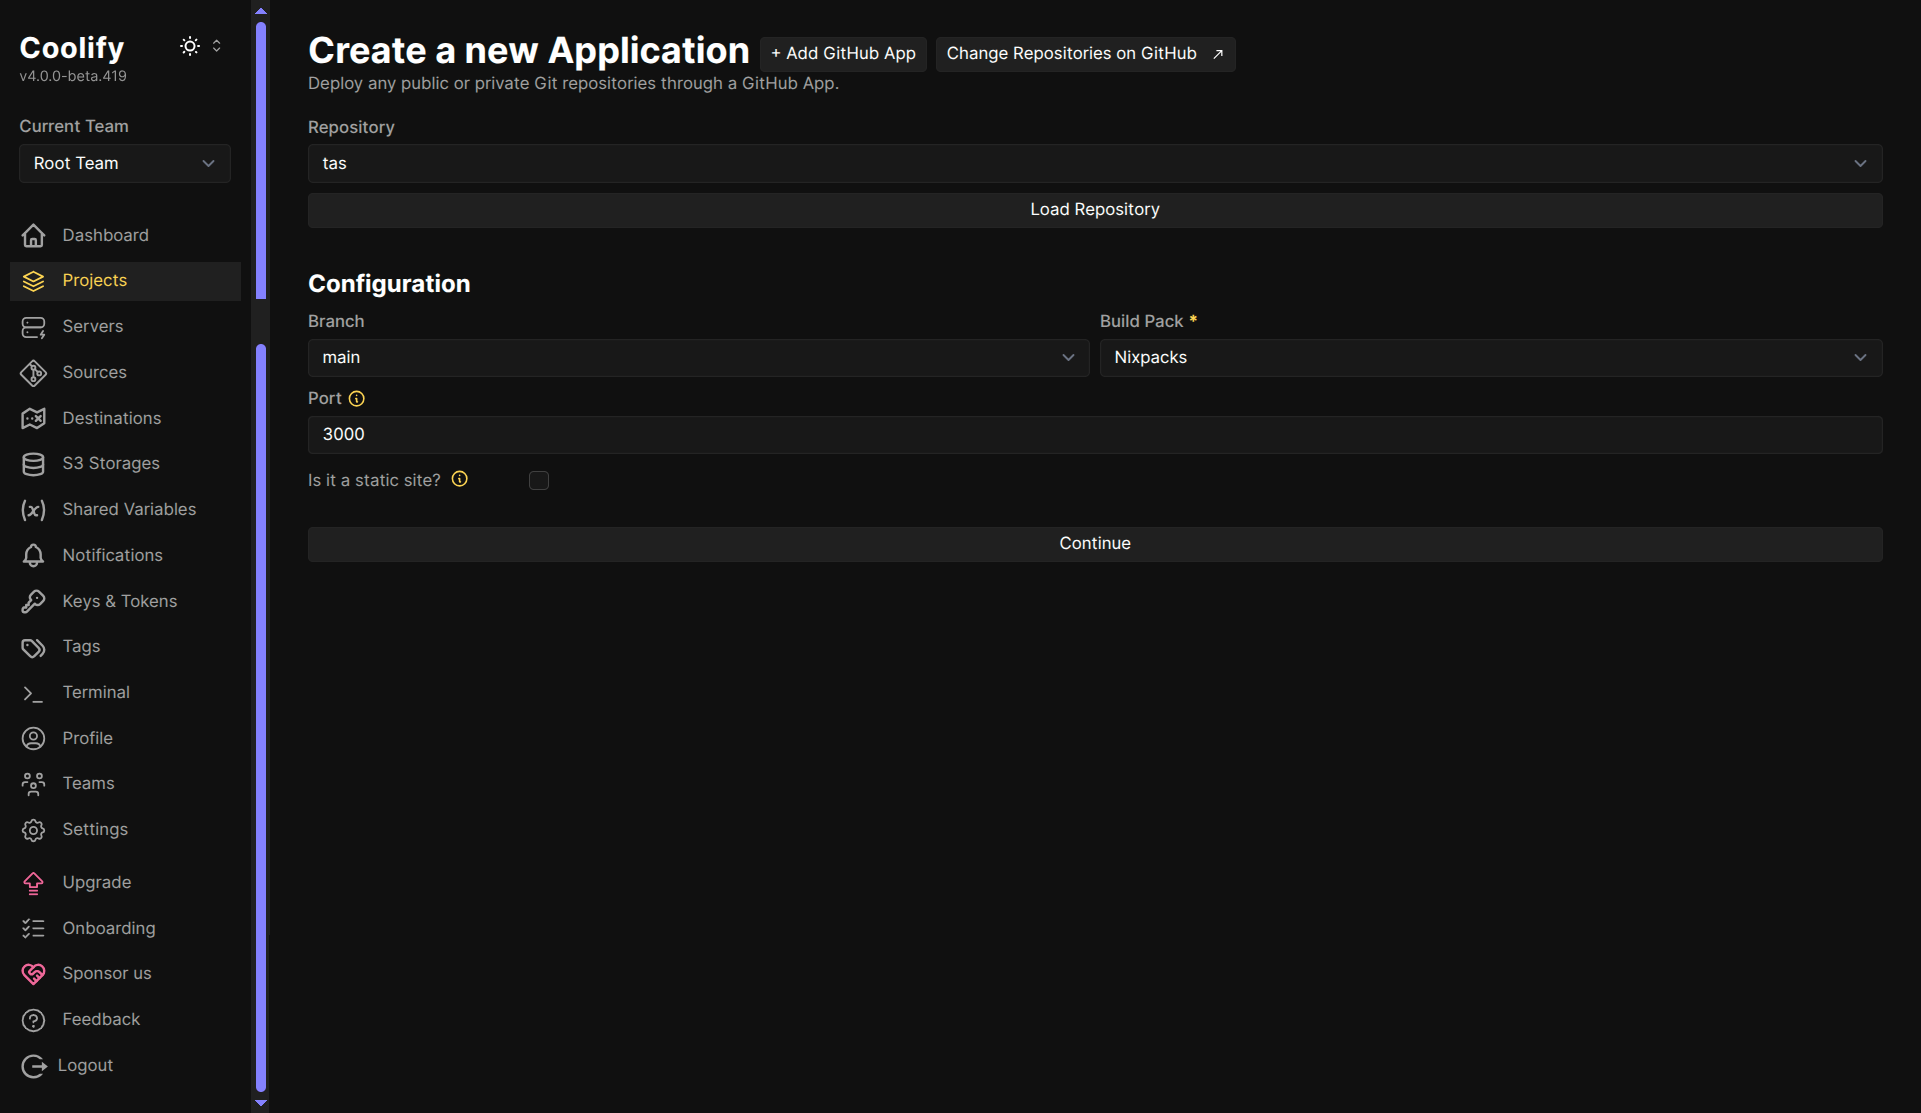 Coolify
v4.0.0-beta.419
Current Team
Root Team
Dashboard
Projects
Servers
Sources
Destinations
S3 Storages
Shared Variables
Notifications
Keys & Tokens
Tags
Terminal
Profile
Teams
Settings
Upgrade
Onboarding
Sponsor us
Feedback
Logout
Create a new Application + Add GitHub App Change Repositories on GitHub
Deploy any public or private Git repositories through a GitHub App.
Repository
tas
Load Repository
Configuration
Branch
main
Build Pack *
Nixpacks
Port
3000
Is it a static site?
Continue